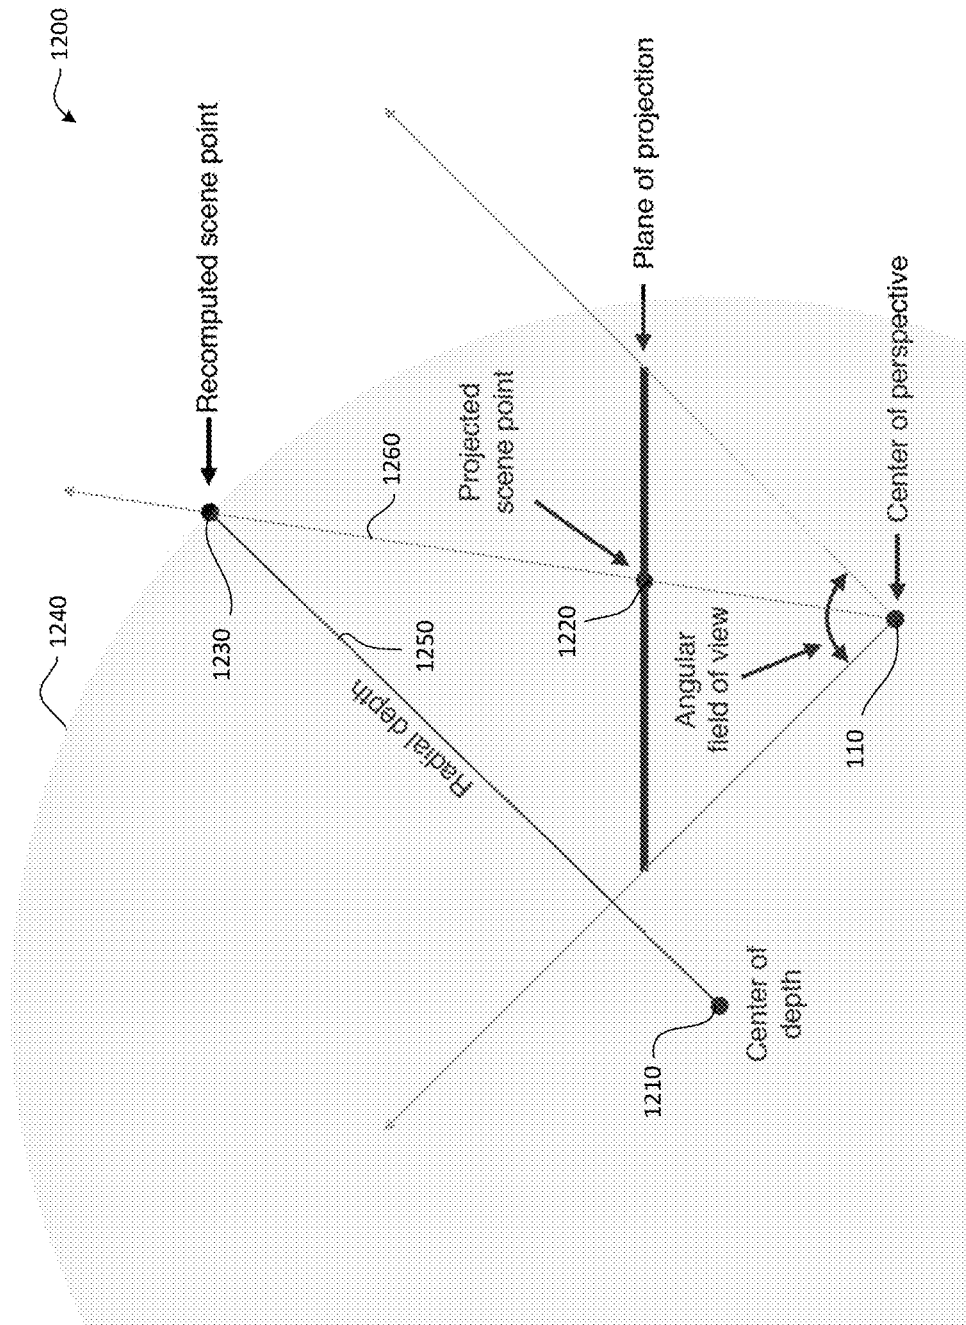 1200
Recomputed scene point
1240
1230
1260
Projected
scene point
Plane of projection
1250
Radial depth
1220
Angular
field of view
Center of perspective
110
1210
Center of
depth